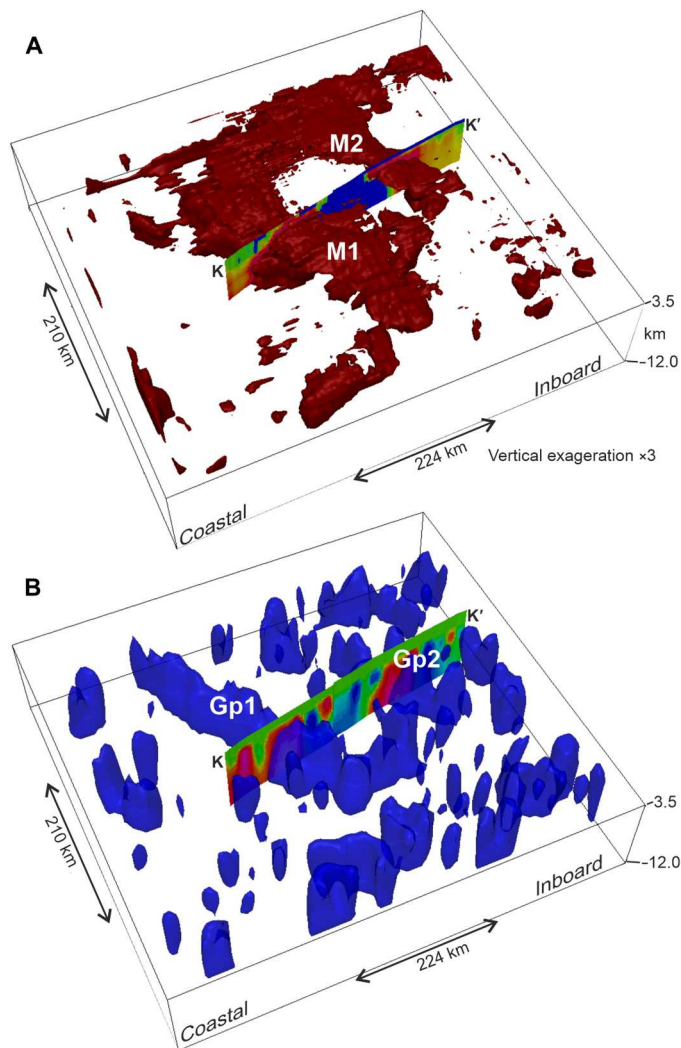 A
M2
K'
K
M1
210 km
3.5
km
-12.0
Inboard
224 km
Vertical exageration ×3
Coastal
B
K'
Gp2
Gp1
K
210 km
3.5
-12.0
Inboard
224 km
Coastal